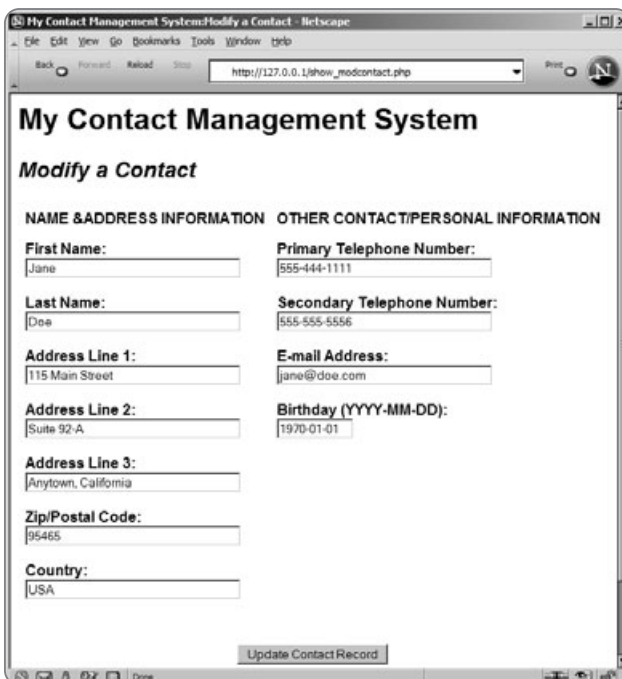 My Contact Management System:Modify a Contact - Netscape
File Edit View Go Bookmarks Tools Window Help
Back Forward Reload Stop
http://127.0.0.1/show_modcontact.php
Print
N
My Contact Management System
Modify a Contact
NAME &ADDRESS INFORMATION
First Name:
Jane
Last Name:
Doe
Address Line 1:
115 Main Street
Address Line 2:
Suite 92-A
Address Line 3:
Anytown, California
Zip/Postal Code:
95465
Country:
USA
OTHER CONTACT/PERSONAL INFORMATION
Primary Telephone Number:
555-444-1111
Secondary Telephone Number:
555-555-5556
E-mail Address:
jane@doe.com
Birthday (YYYY-MM-DD):
1970-01-01
Update Contact Record
Done